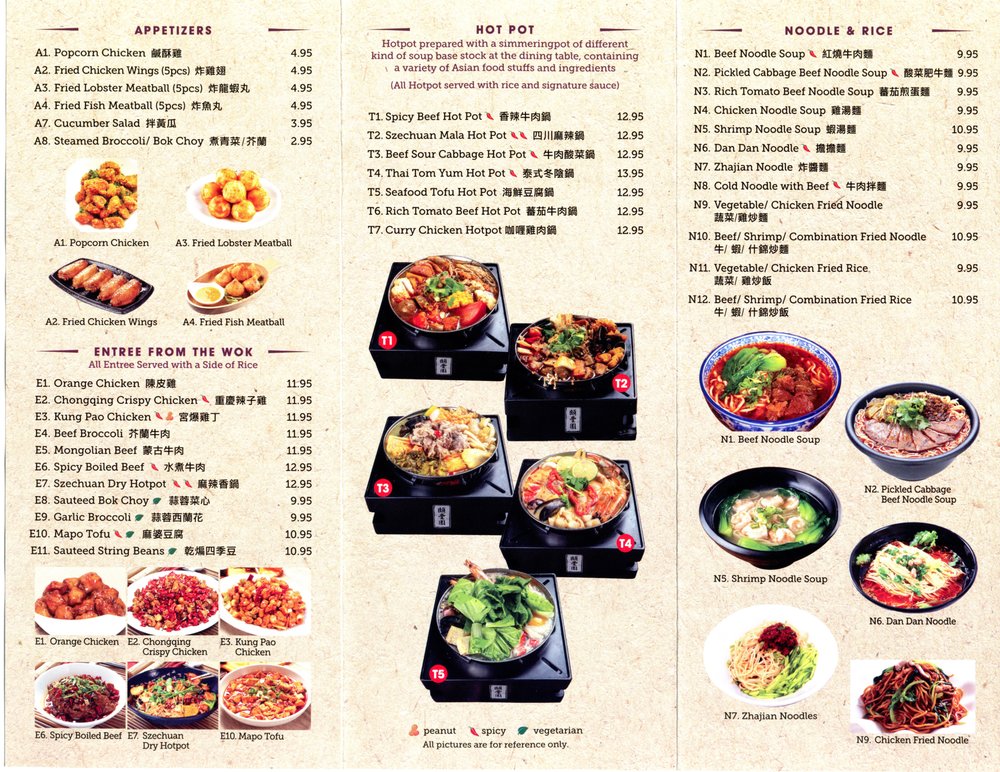 APPETIZERS
A1. Popcorn Chicken 鹹酥雞 4.95
A2. Fried Chicken Wings (5pcs) 炸雞翅 4.95
A3. Fried Lobster Meatball (5pcs) 炸龍蝦丸 4.95
A4. Fried Fish Meatball (5pcs) 炸魚丸 4.95
A7. Cucumber Salad 拌黃瓜 3.95
A8. Steamed Broccoli/ Bok Choy 煮青菜/芥蘭 2.95
A1. Popcorn Chicken
A3. Fried Lobster Meatball
A2. Fried Chicken Wings
A4. Fried Fish Meatball
ENTREE FROM THE WOK
All Entree Served with a Side of Rice
E1. Orange Chicken 陳皮雞 11.95
E2. Chongqing Crispy Chicken 重慶辣子雞 11.95
E3. Kung Pao Chicken 宮爆雞丁 11.95
E4. Beef Broccoli 芥蘭牛肉 11.95
E5. Mongolian Beef 蒙古牛肉 11.95
E6. Spicy Boiled Beef 水煮牛肉 12.95
E7. Szechuan Dry Hotpot 麻辣香鍋 12.95
E8. Sauteed Bok Choy 蒜蓉菜心 9.95
E9. Garlic Broccoli 蒜蓉西蘭花 9.95
E10. Mapo Tofu 麻婆豆腐 10.95
E11. Sauteed String Beans 乾煸四季豆 10.95
E1. Orange Chicken
E2. Chongqing
Crispy Chicken
E3. Kung Pao
Chicken
E6. Spicy Boiled Beef
E7. Szechuan
Dry Hotpot
E10. Mapo Tofu
HOT POT
Hotpot prepared with a simmeringpot of different
kind of soup base stock at the dining table, containing
a variety of Asian food stuffs and ingredients
(All Hotpot served with rice and signature sauce)
T1. Spicy Beef Hot Pot 香辣牛肉鍋 12.95
T2. Szechuan Mala Hot Pot 四川麻辣鍋 12.95
T3. Beef Sour Cabbage Hot Pot 牛肉酸菜鍋 12.95
T4. Thai Tom Yum Hot Pot 泰式冬陰鍋 13.95
T5. Seafood Tofu Hot Pot 海鮮豆腐鍋 12.95
T6. Rich Tomato Beef Hot Pot 蕃茄牛肉鍋 12.95
T7. Curry Chicken Hotpot 咖喱雞肉鍋 12.95
T1
T2
T3
T4
T5
peanut spicy vegetarian
All pictures are for reference only.
NOODLE & RICE
N1. Beef Noodle Soup 紅燒牛肉麵 9.95
N2. Pickled Cabbage Beef Noodle Soup 酸菜肥牛麵 9.95
N3. Rich Tomato Beef Noodle Soup 蕃茄煎蛋麵 9.95
N4. Chicken Noodle Soup 雞湯麵 9.95
N5. Shrimp Noodle Soup 蝦湯麵 10.95
N6. Dan Dan Noodle 擔擔麵 9.95
N7. Zhajian Noodle 炸醬麵 9.95
N8. Cold Noodle with Beef 牛肉拌麵 9.95
N9. Vegetable/ Chicken Fried Noodle 9.95
蔬菜/雞炒麵
N10. Beef/ Shrimp/ Combination Fried Noodle 10.95
牛/ 蝦/ 什錦炒麵
N11. Vegetable/ Chicken Fried Rice 9.95
蔬菜/ 雞炒飯
N12. Beef/ Shrimp/ Combination Fried Rice 10.95
牛/ 蝦/ 什錦炒飯
N1. Beef Noodle Soup
N2. Pickled Cabbage
Beef Noodle Soup
N5. Shrimp Noodle Soup
N6. Dan Dan Noodle
N7. Zhajian Noodles
N9. Chicken Fried Noodle